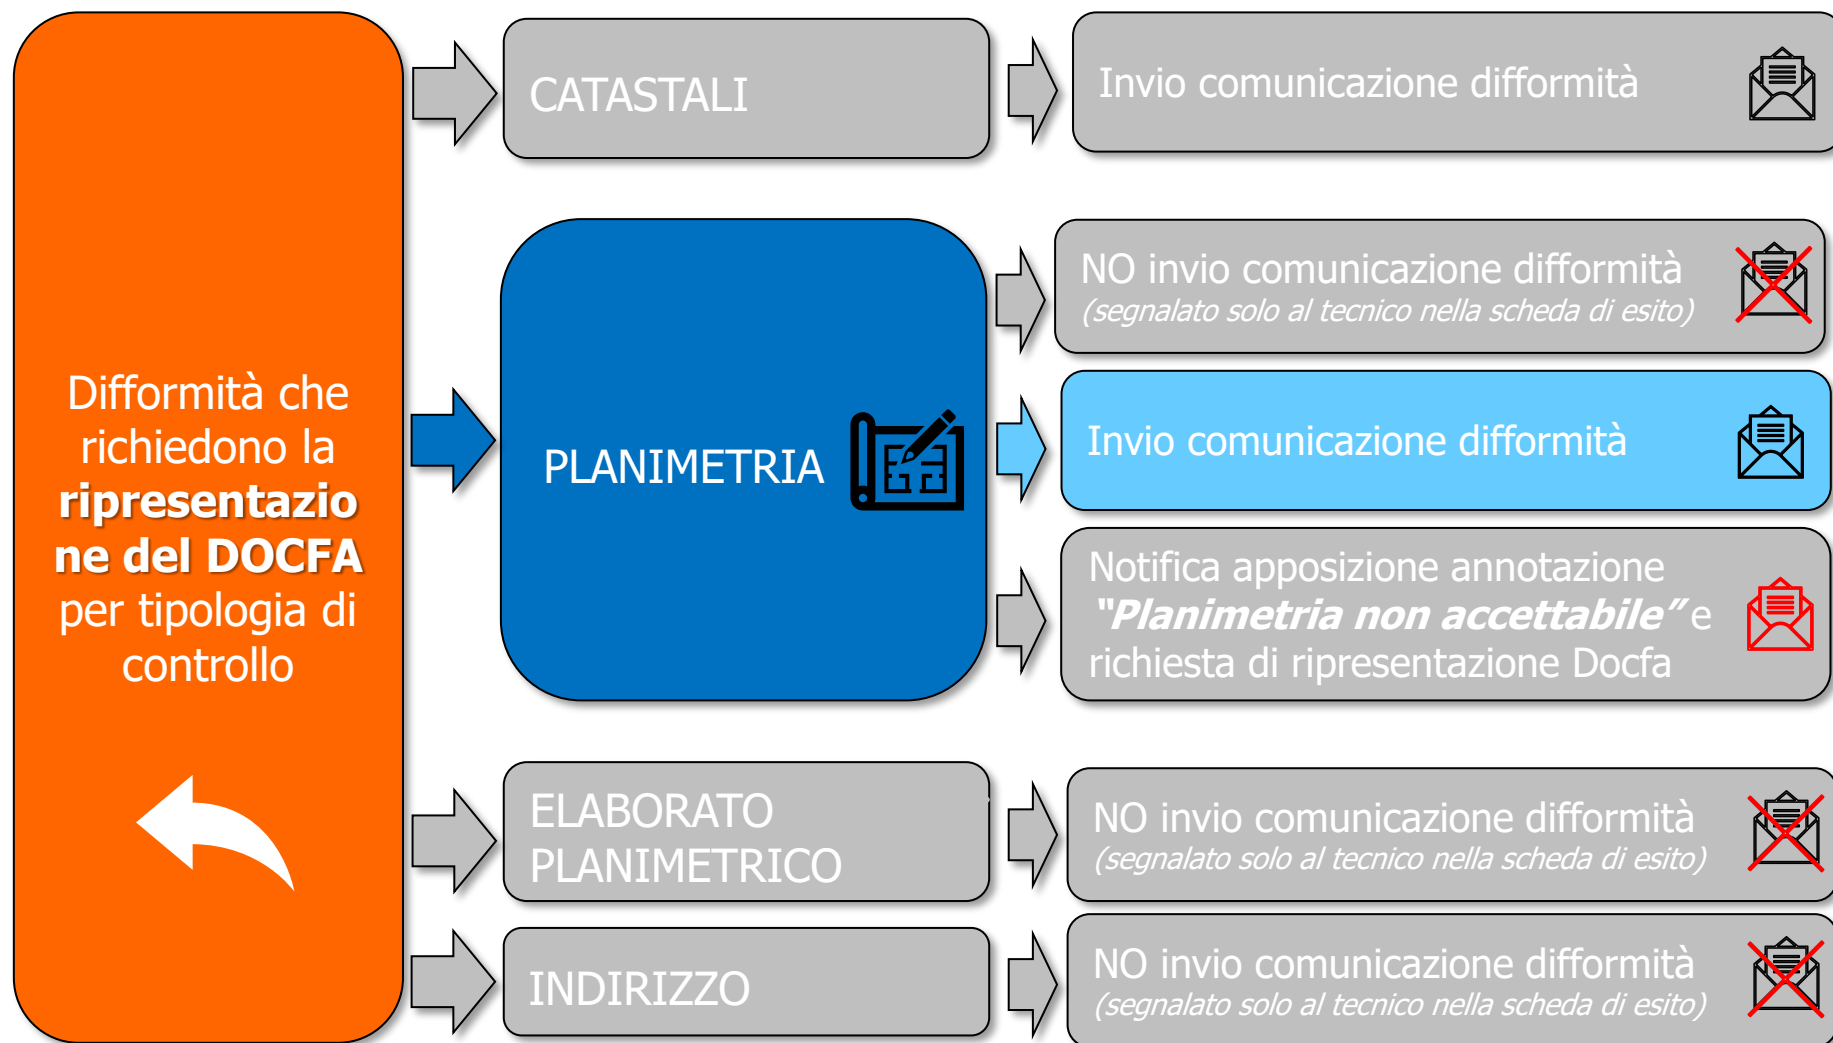 Difformità che
richiedono la
ripresentazio
ne del DOCFA
per tipologia di
controllo
CATASTALI
Invio comunicazione difformità
PLANIMETRIA
NO invio comunicazione difformità
(segnalato solo al tecnico nella scheda di esito)
Invio comunicazione difformità
Notifica apposizione annotazione
“Planimetria non accettabile” e
richiesta di ripresentazione Docfa
ELABORATO
PLANIMETRICO
NO invio comunicazione difformità
(segnalato solo al tecnico nella scheda di esito)
INDIRIZZO
NO invio comunicazione difformità
(segnalato solo al tecnico nella scheda di esito)